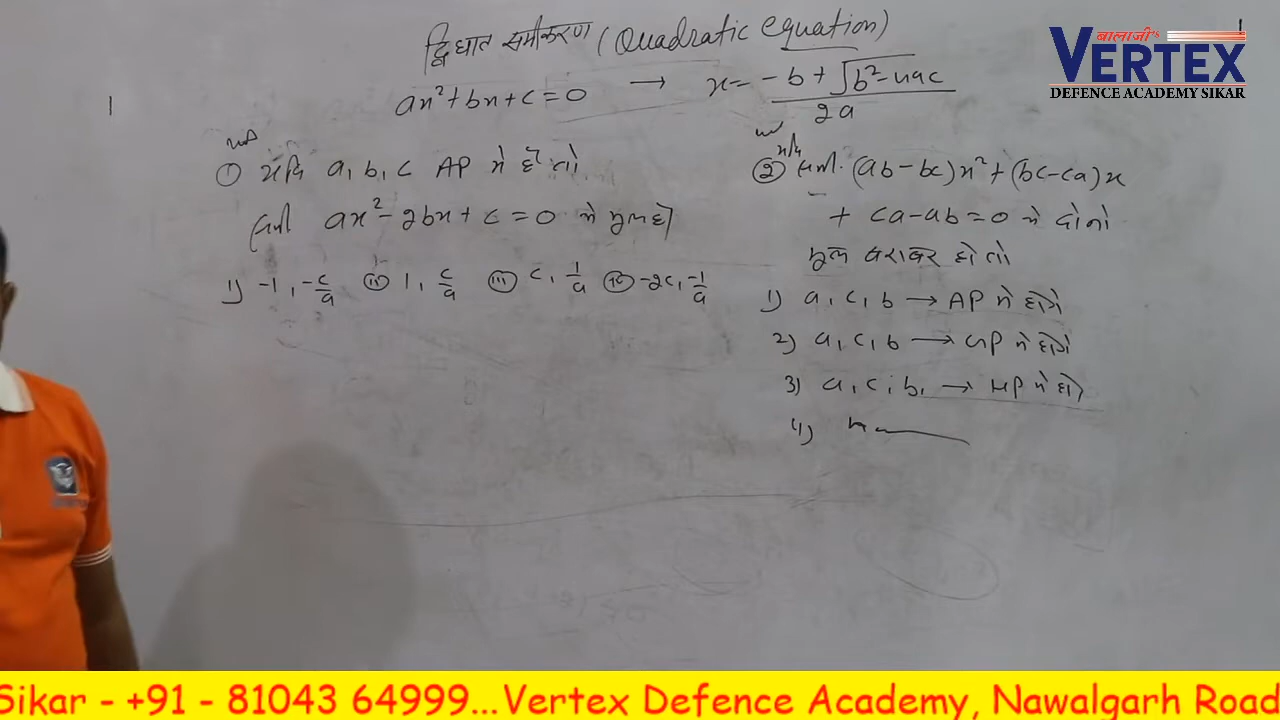 द्विघात समीकरण (Quadratic equation)
ax²+bx+c=0 → x= -b+√b²-4ac / 2a
① यदि a, b, c AP मे हो तो
समी ax²-2bx+c=0 मे मूल हो
1) -1, -c/a (ii) 1, c/a (iii) c, 1/a (iv) -2c, -1/a
② समी. (ab-bc)x²+(bc-ca)x
+ ca-ab=0 मे दोनो
मूल बराबर हो तो
1) a, c, b → AP मे होंगे
2) a, c, b → GP मे होंगे
3) a, c, b, → HP मे हो
4)
1
1
बालाजी's
VERTEX
DEFENCE ACADEMY SIKAR
Sikar - +91 - 81043 64999...Vertex Defence Academy, Nawalgarh Road